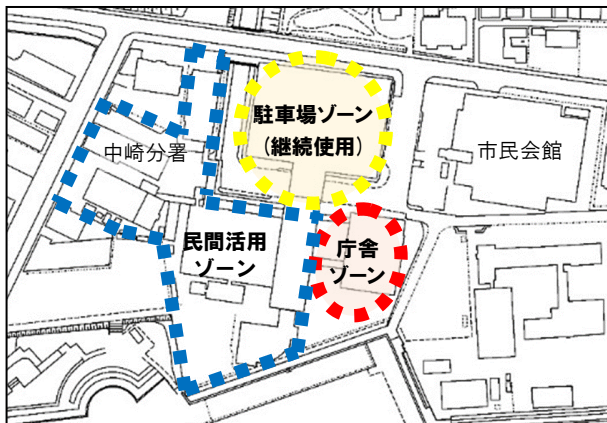 駐車場ゾーン
(継続使用)
中崎分署
市民会館
民間活用
ゾーン
庁舎
ゾーン